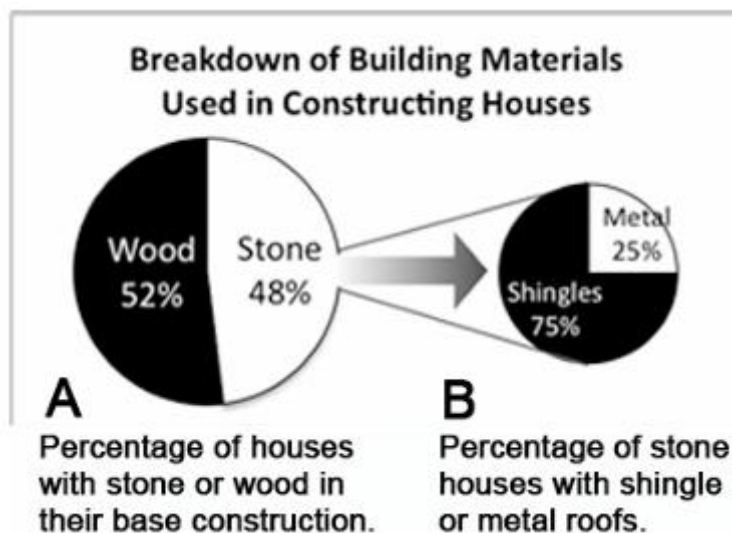 Breakdown of Building Materials
Used in Constructing Houses
Wood
52%
Stone
48%
Metal
25%
Shingles
75%
A
Percentage of houses
with stone or wood in
their base construction.
B
Percentage of stone
houses with shingle
or metal roofs.